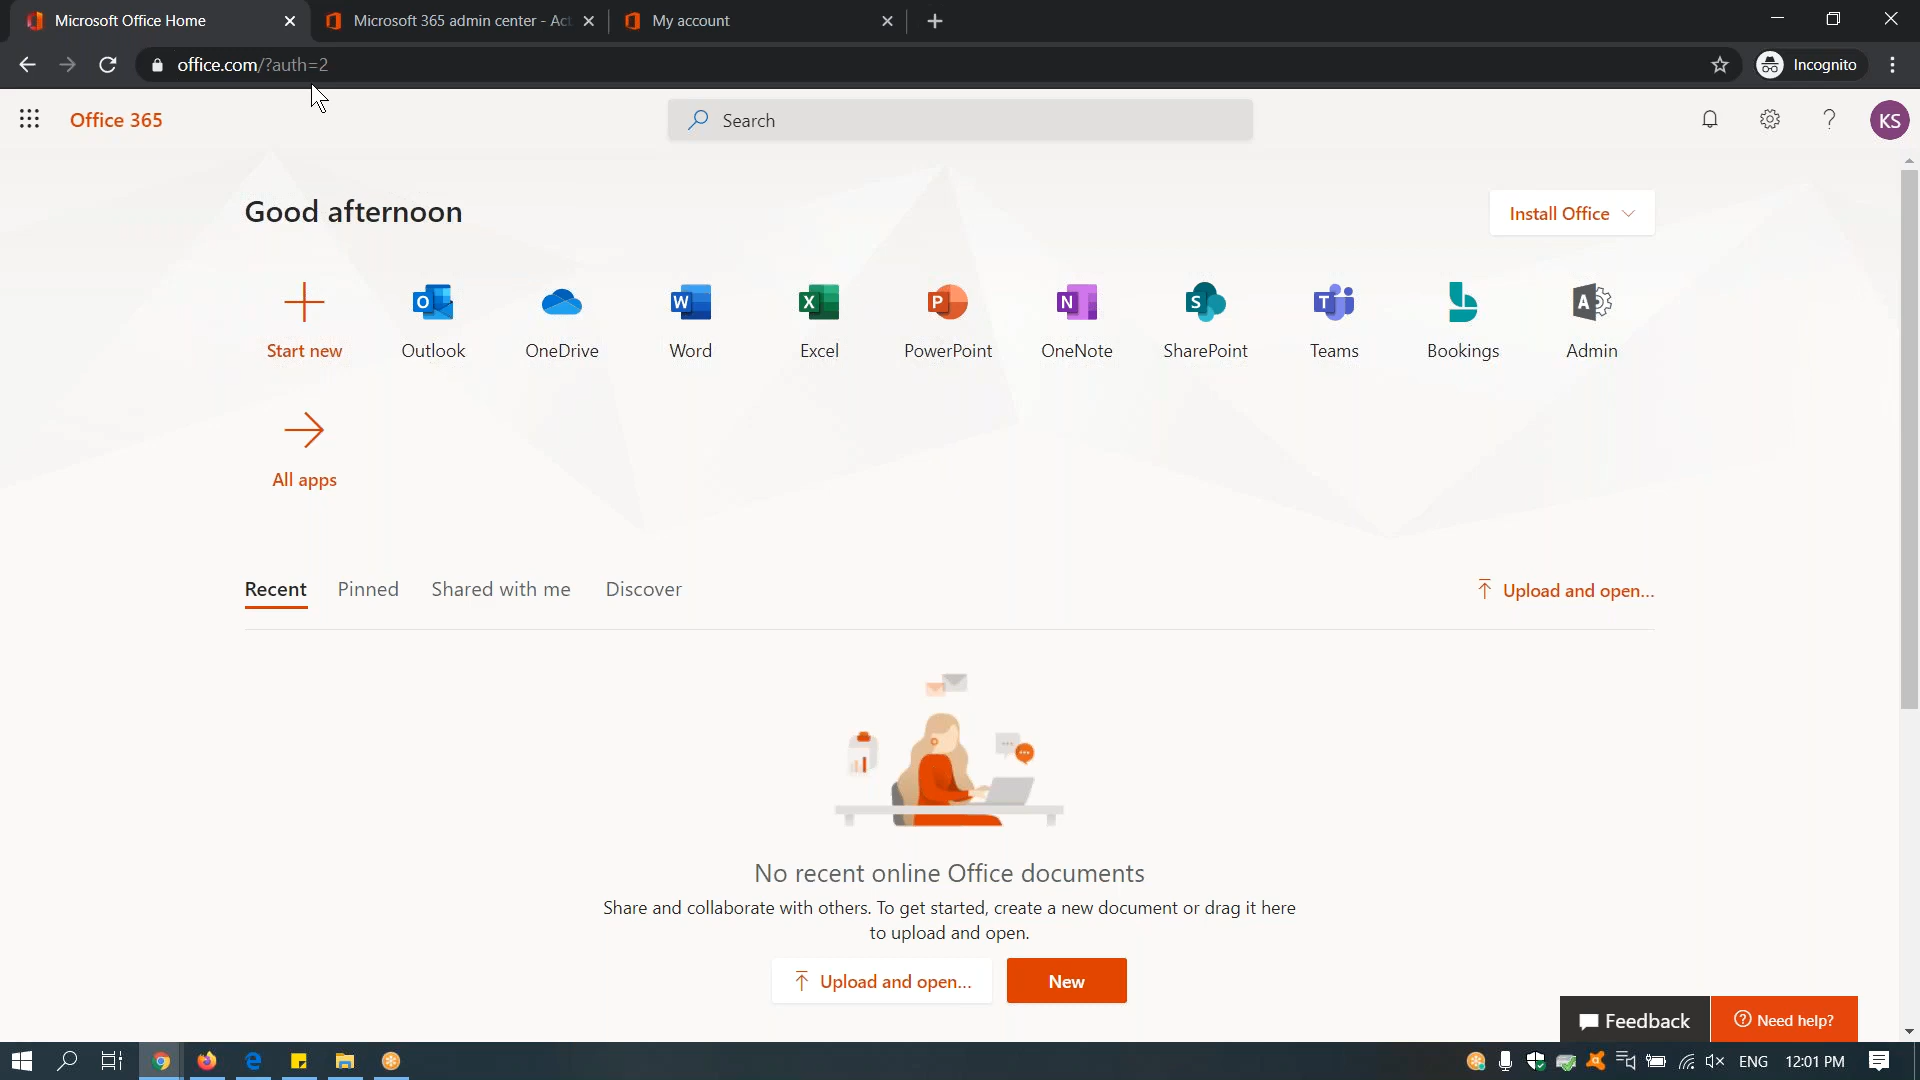 Microsoft Office Home
Microsoft 365 admin center - Act
My account
office.com/?auth=2
Incognito
Office 365
Search
KS
Good afternoon
Install Office
Start new
Outlook
OneDrive
Word
Excel
PowerPoint
OneNote
SharePoint
Teams
Bookings
Admin
All apps
Recent
Pinned
Shared with me
Discover
Upload and open...
No recent online Office documents
Share and collaborate with others. To get started, create a new document or drag it here
to upload and open.
Upload and open...
New
Feedback
Need help?
ENG
12:01 PM